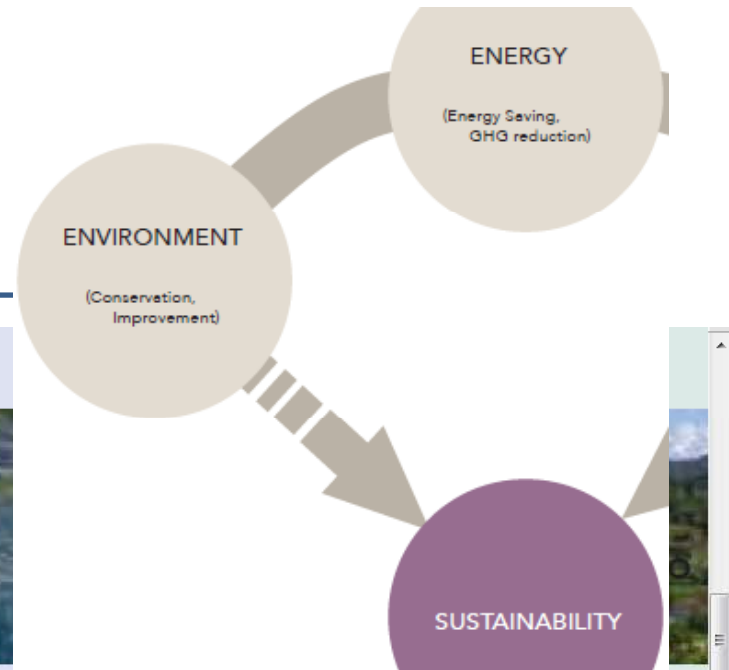 ENERGY
(Energy Saving,
GHG reduction)
ENVIRONMENT
(Conservation,
Improvement)
SUSTAINABILITY